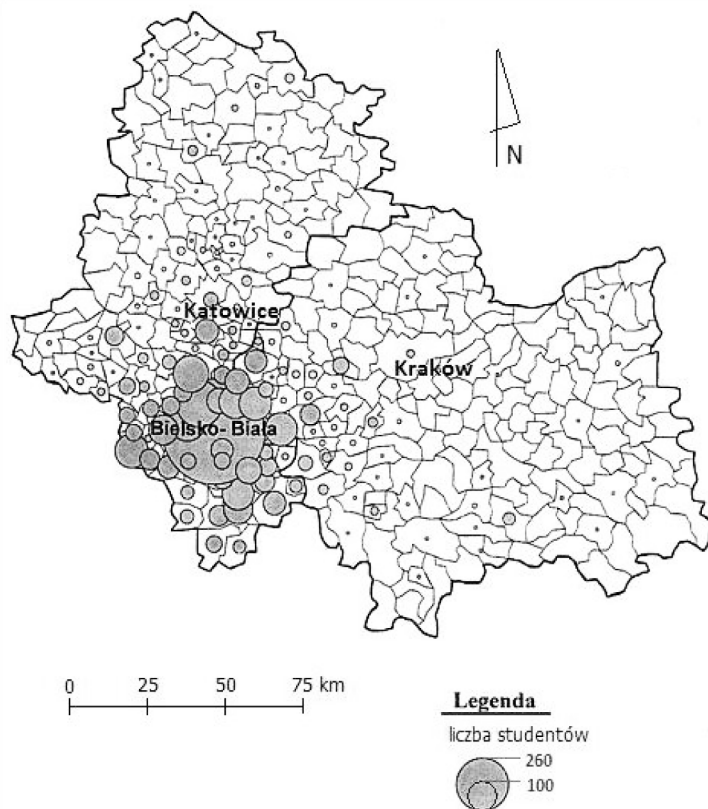 N
Katowice
Kraków
Bielsko-Biała
0 25 50 75 km
Legenda
liczba studentów
260
100